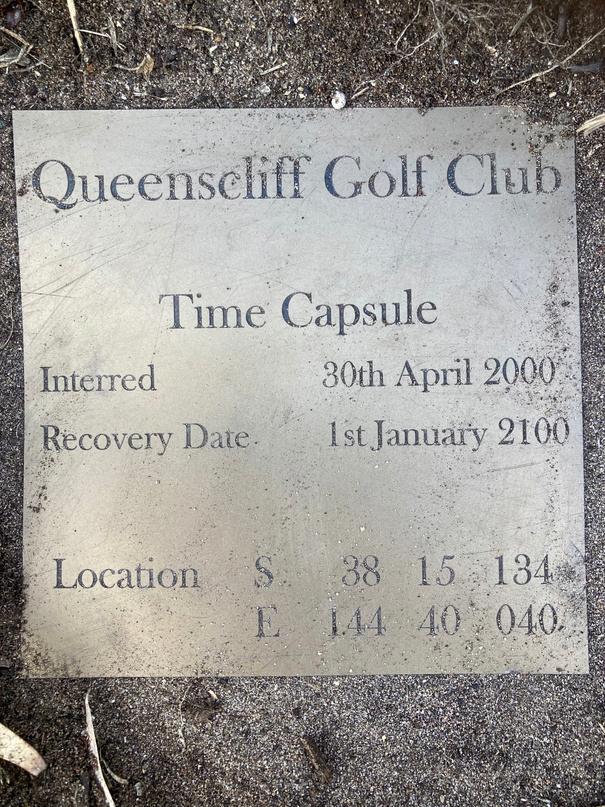 Queenscliff Golf Club
Time Capsule
Interred 30th April 2000
Recovery Date 1st January 2100
Location S 38 15 134
E 144 40 040